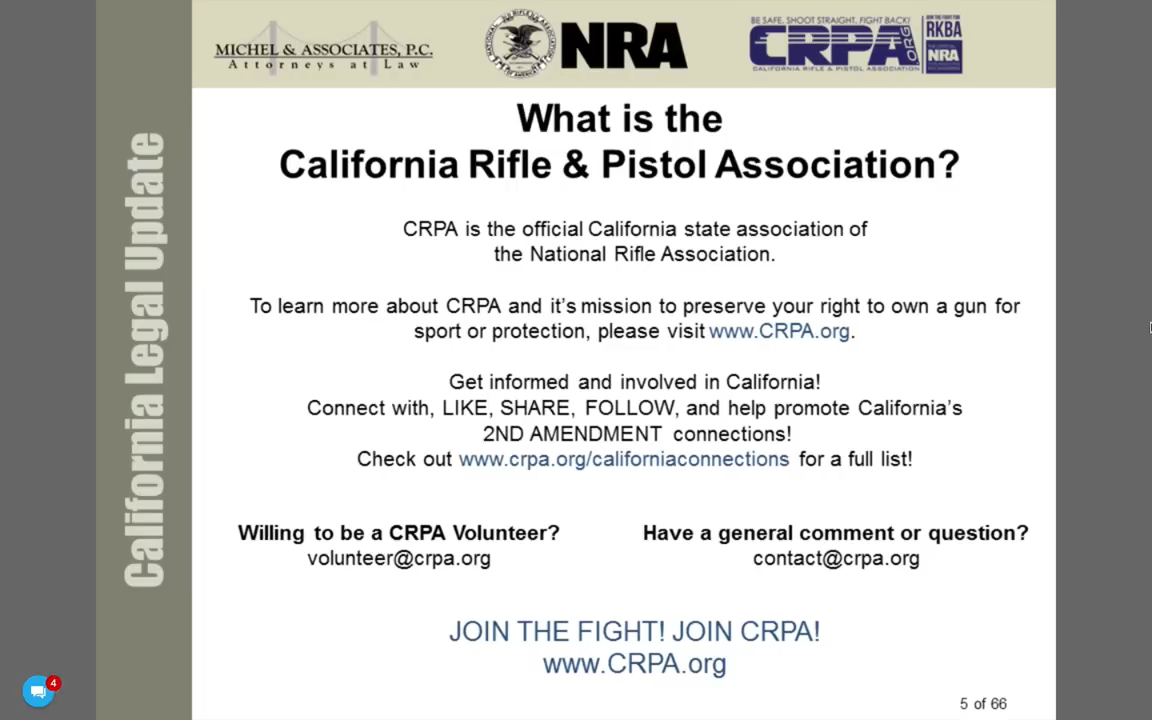 MICHEL & ASSOCIATES, P.C.
Attorneys at Law
NRA
BE SAFE. SHOOT STRAIGHT. FIGHT BACK!
CRPA.ORG
CALIFORNIA RIFLE & PISTOL ASSOCIATION
JOIN THE FIGHT FOR
RKBA
NRA
California Legal Update
What is the
California Rifle & Pistol Association?
CRPA is the official California state association of
the National Rifle Association.
To learn more about CRPA and it's mission to preserve your right to own a gun for
sport or protection, please visit www.CRPA.org.
Get informed and involved in California!
Connect with, LIKE, SHARE, FOLLOW, and help promote California's
2ND AMENDMENT connections!
Check out www.crpa.org/californiaconnections for a full list!
Willing to be a CRPA Volunteer?
volunteer@crpa.org
Have a general comment or question?
contact@crpa.org
JOIN THE FIGHT! JOIN CRPA!
www.CRPA.org
5 of 66
4